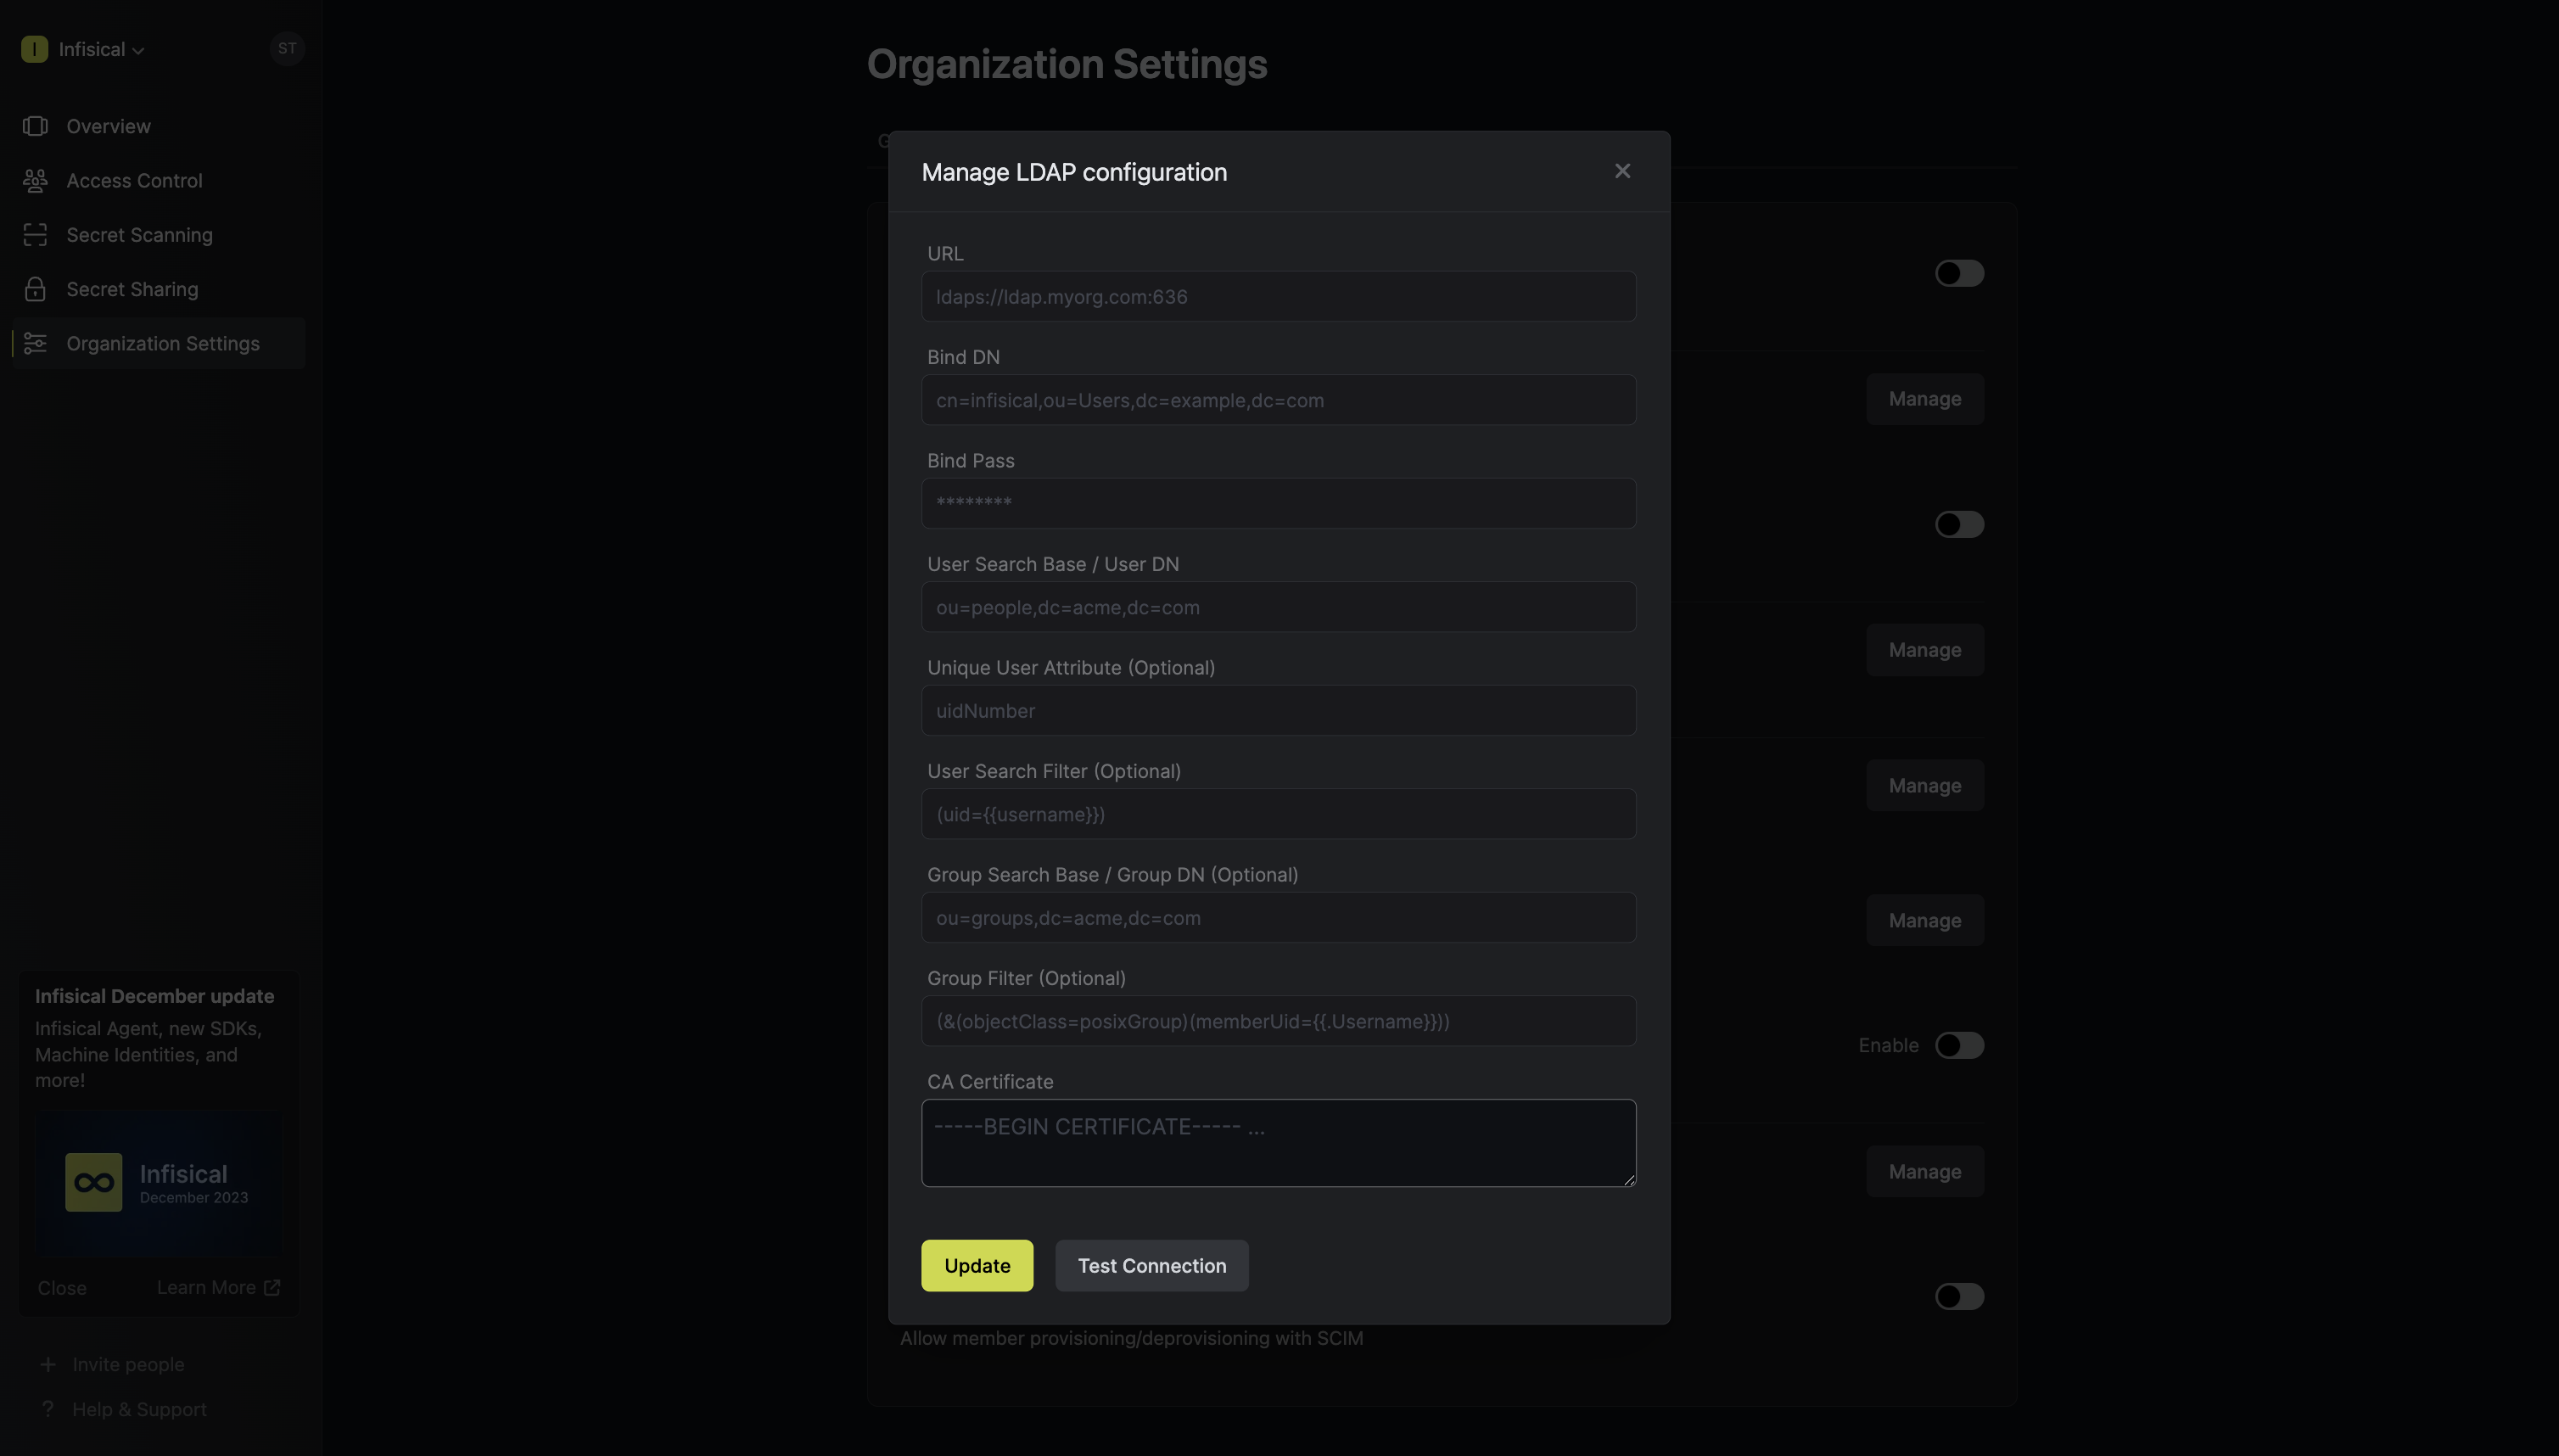 I Infisical ST
Overview
Access Control
Secret Scanning
Secret Sharing
Organization Settings
Infisical December update
Infisical Agent, new SDKs,
Machine Identities, and
more!
Infisical
December 2023
Close Learn More
+ Invite people
? Help & Support
Organization Settings
Manage LDAP configuration
URL
ldaps://ldap.myorg.com:636
Bind DN
cn=infisical,ou=Users,dc=example,dc=com
Bind Pass
********
User Search Base / User DN
ou=people,dc=acme,dc=com
Unique User Attribute (Optional)
uidNumber
User Search Filter (Optional)
(uid={{username}})
Group Search Base / Group DN (Optional)
ou=groups,dc=acme,dc=com
Group Filter (Optional)
(&(objectClass=posixGroup)(memberUid={{.Username}}))
CA Certificate
-----BEGIN CERTIFICATE----- ...
Update Test Connection
Manage
Manage
Manage
Manage
Enable
Manage
Allow member provisioning/deprovisioning with SCIM